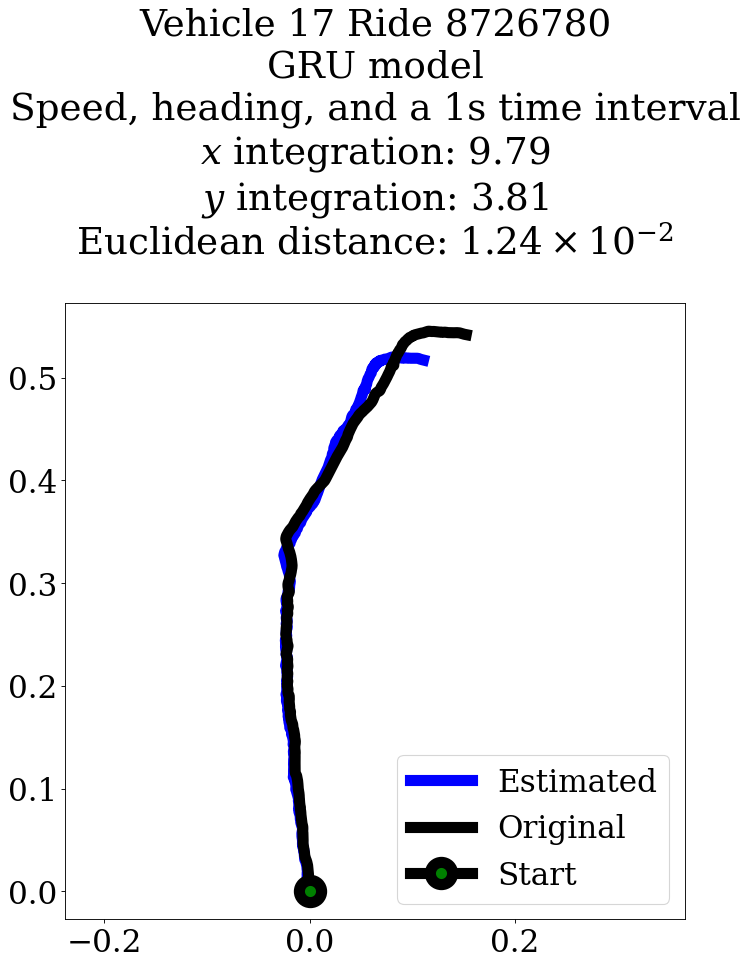 Vehicle 17 Ride 8726780
GRU model
Speed, heading, and a 1s time interval
x integration: 9.79
y integration: 3.81
Euclidean distance: 1.24 × 10⁻²
0.5
0.4
0.3
0.2
0.1
0.0
Estimated
Original
Start
−0.2 0.0 0.2